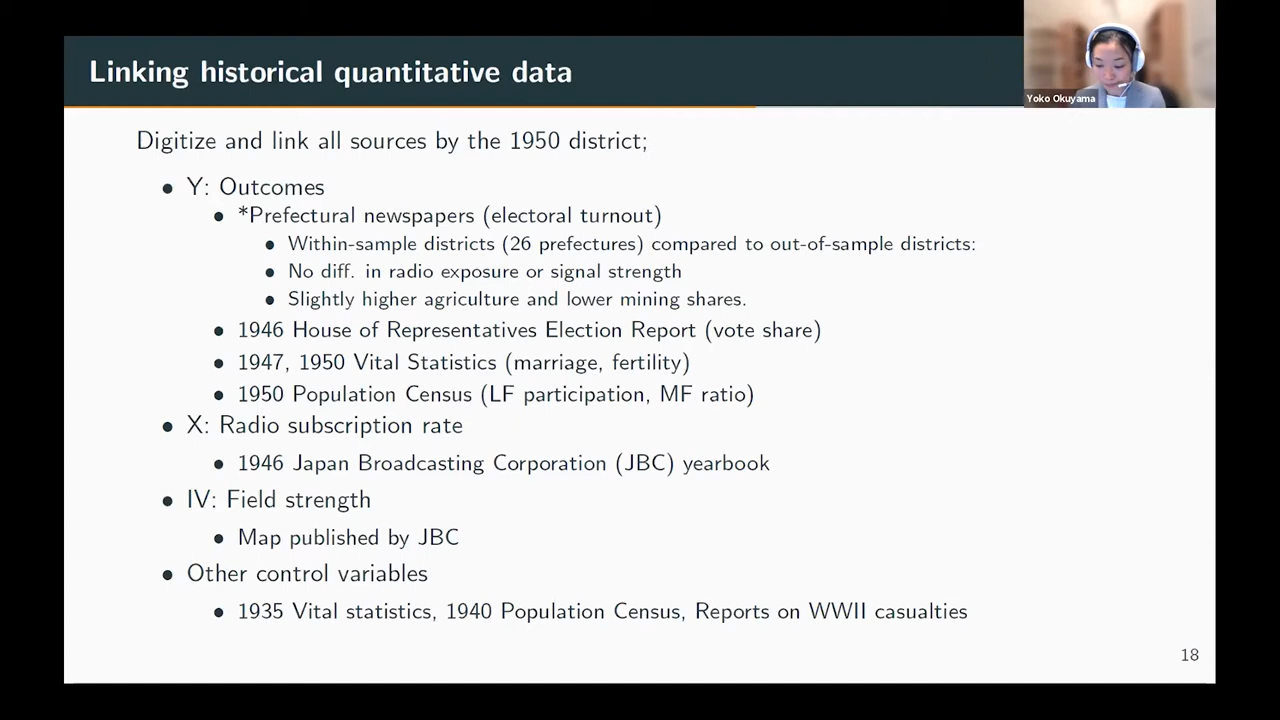 Linking historical quantitative data
Yoko Okuyama
Digitize and link all sources by the 1950 district;
• Y: Outcomes
• *Prefectural newspapers (electoral turnout)
• Within-sample districts (26 prefectures) compared to out-of-sample districts:
• No diff. in radio exposure or signal strength
• Slightly higher agriculture and lower mining shares.
• 1946 House of Representatives Election Report (vote share)
• 1947, 1950 Vital Statistics (marriage, fertility)
• 1950 Population Census (LF participation, MF ratio)
• X: Radio subscription rate
• 1946 Japan Broadcasting Corporation (JBC) yearbook
• IV: Field strength
• Map published by JBC
• Other control variables
• 1935 Vital statistics, 1940 Population Census, Reports on WWII casualties
18